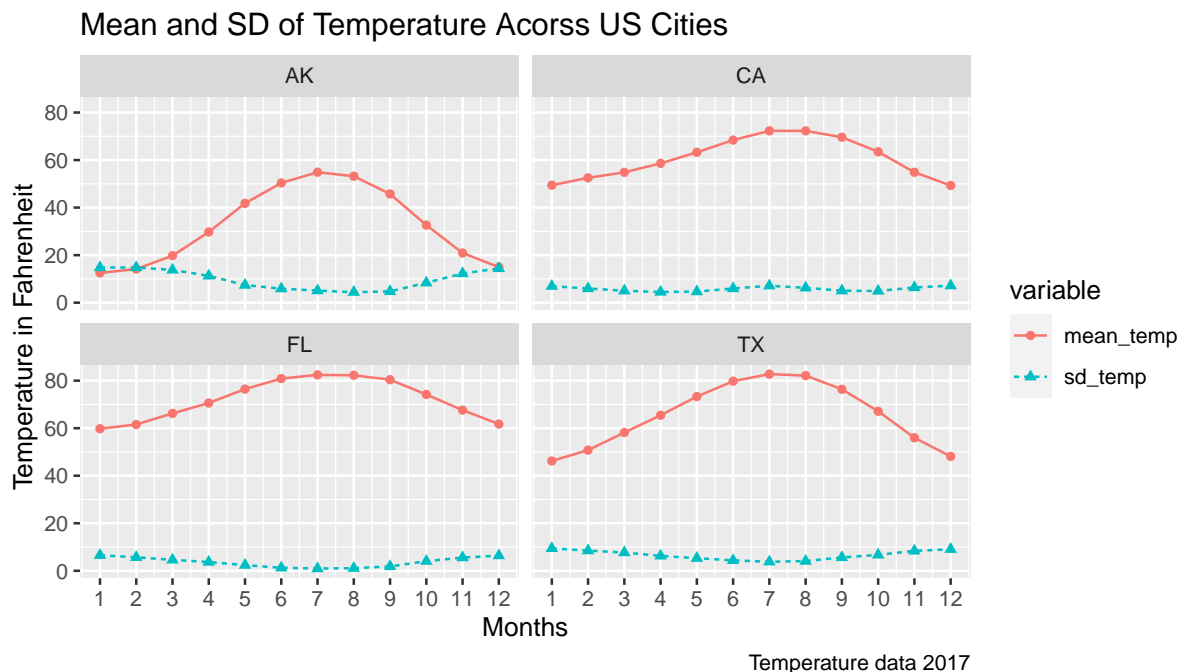 Mean and SD of Temperature Acorss US Cities
AK
CA
80
60
40
20
0
FL
TX
80
60
40
20
0
1 2 3 4 5 6 7 8 9 10 11 12
1 2 3 4 5 6 7 8 9 10 11 12
Temperature in Fahrenheit
Months
variable
mean_temp
sd_temp
Temperature data 2017